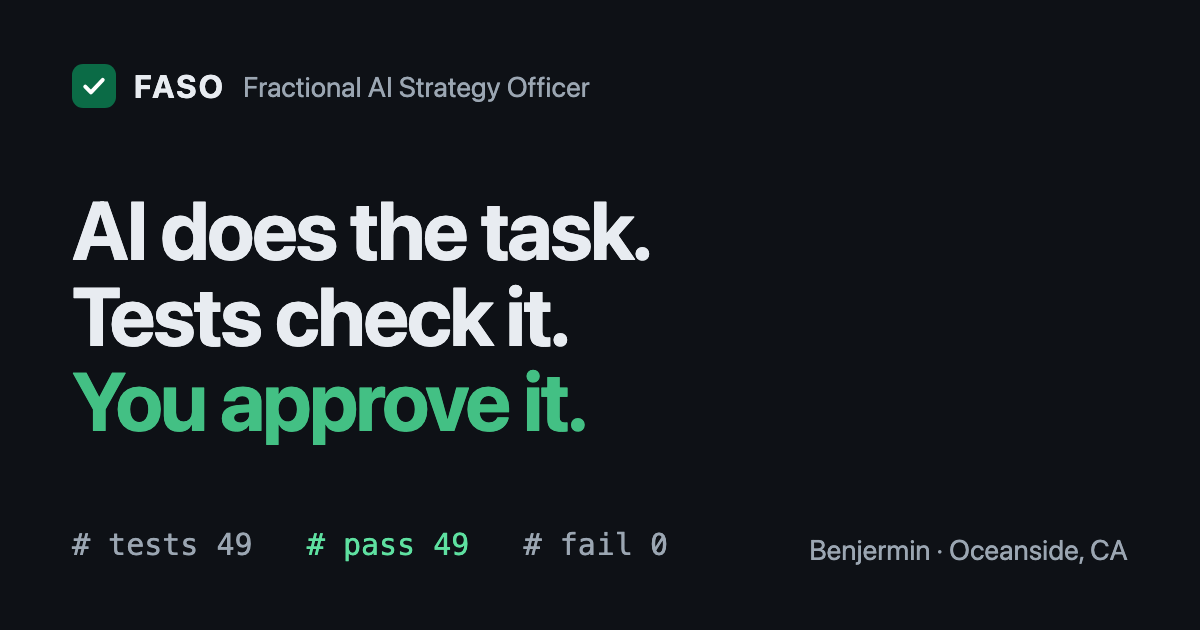 FASO Fractional AI Strategy Officer
AI does the task.
Tests check it.
You approve it.
# tests 49 # pass 49 # fail 0
Benjermin · Oceanside, CA